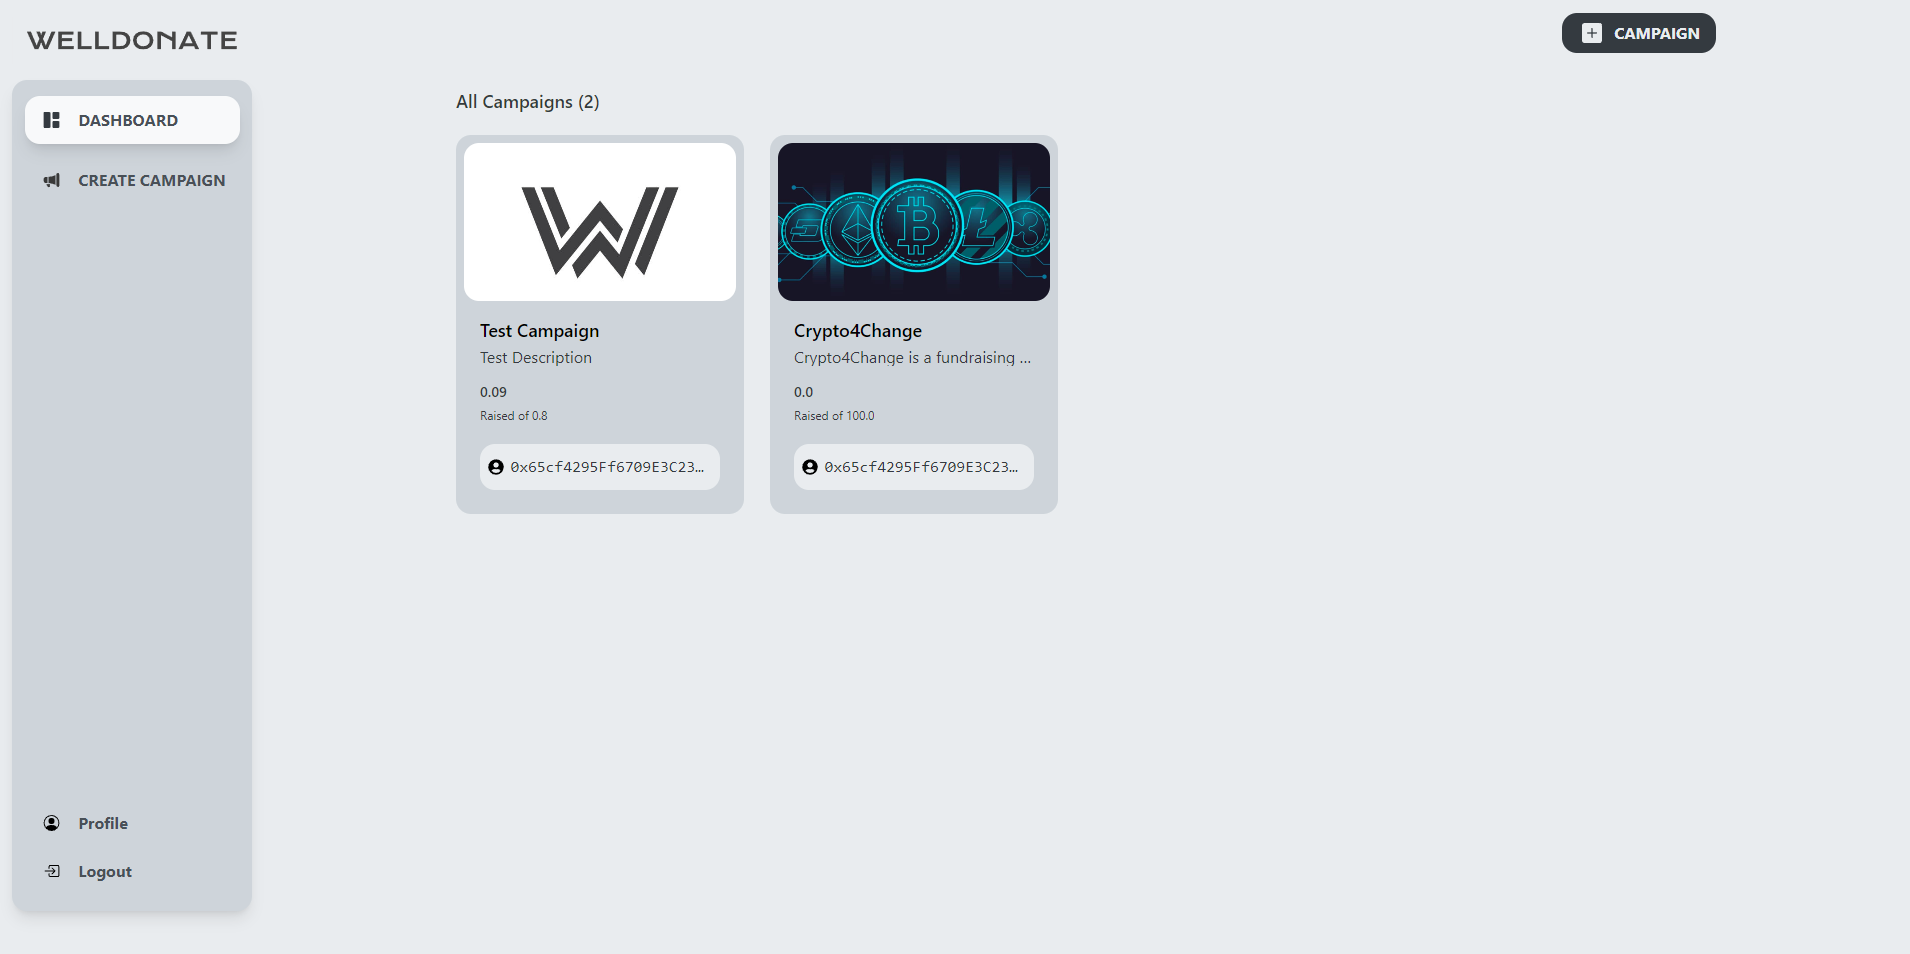 WELLDONATE
CAMPAIGN
DASHBOARD
CREATE CAMPAIGN
Profile
Logout
All Campaigns (2)
Test Campaign
Test Description
0.09
Raised of 0.8
0x65cf4295Ff6709E3C23...
Crypto4Change
Crypto4Change is a fundraising ...
0.0
Raised of 100.0
0x65cf4295Ff6709E3C23...